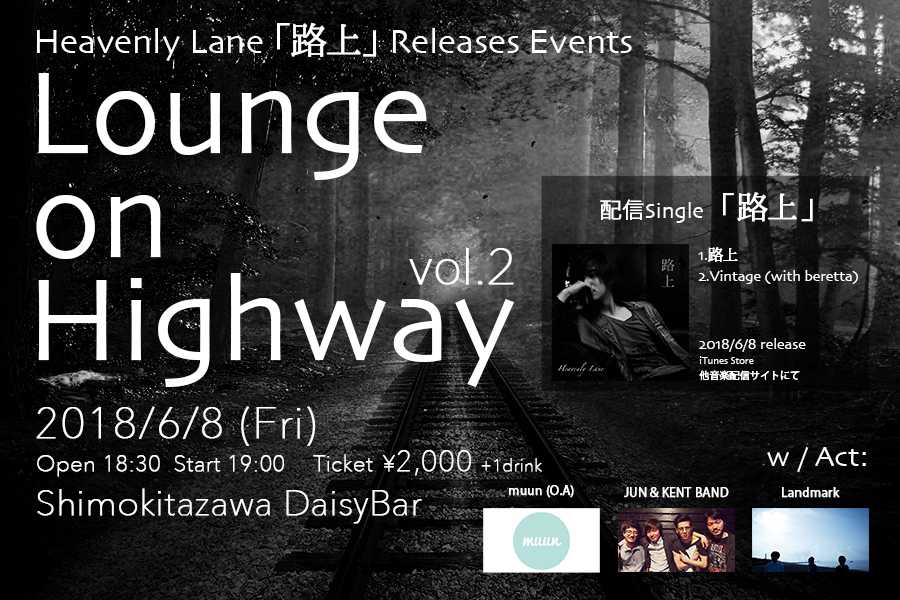 Heavenly Lane「路上」Releases Events
Lounge
on
Highway
vol.2
2018/6/8 (Fri)
Open 18:30 Start 19:00 Ticket ¥2,000 +1drink
Shimokitazawa DaisyBar
配信Single「路上」
路上
Heavenly Lane
1.路上
2.Vintage (with beretta)
2018/6/8 release
iTunes Store
他音楽配信サイトにて
w / Act:
muun (O.A)
JUN & KENT BAND
Landmark
muun